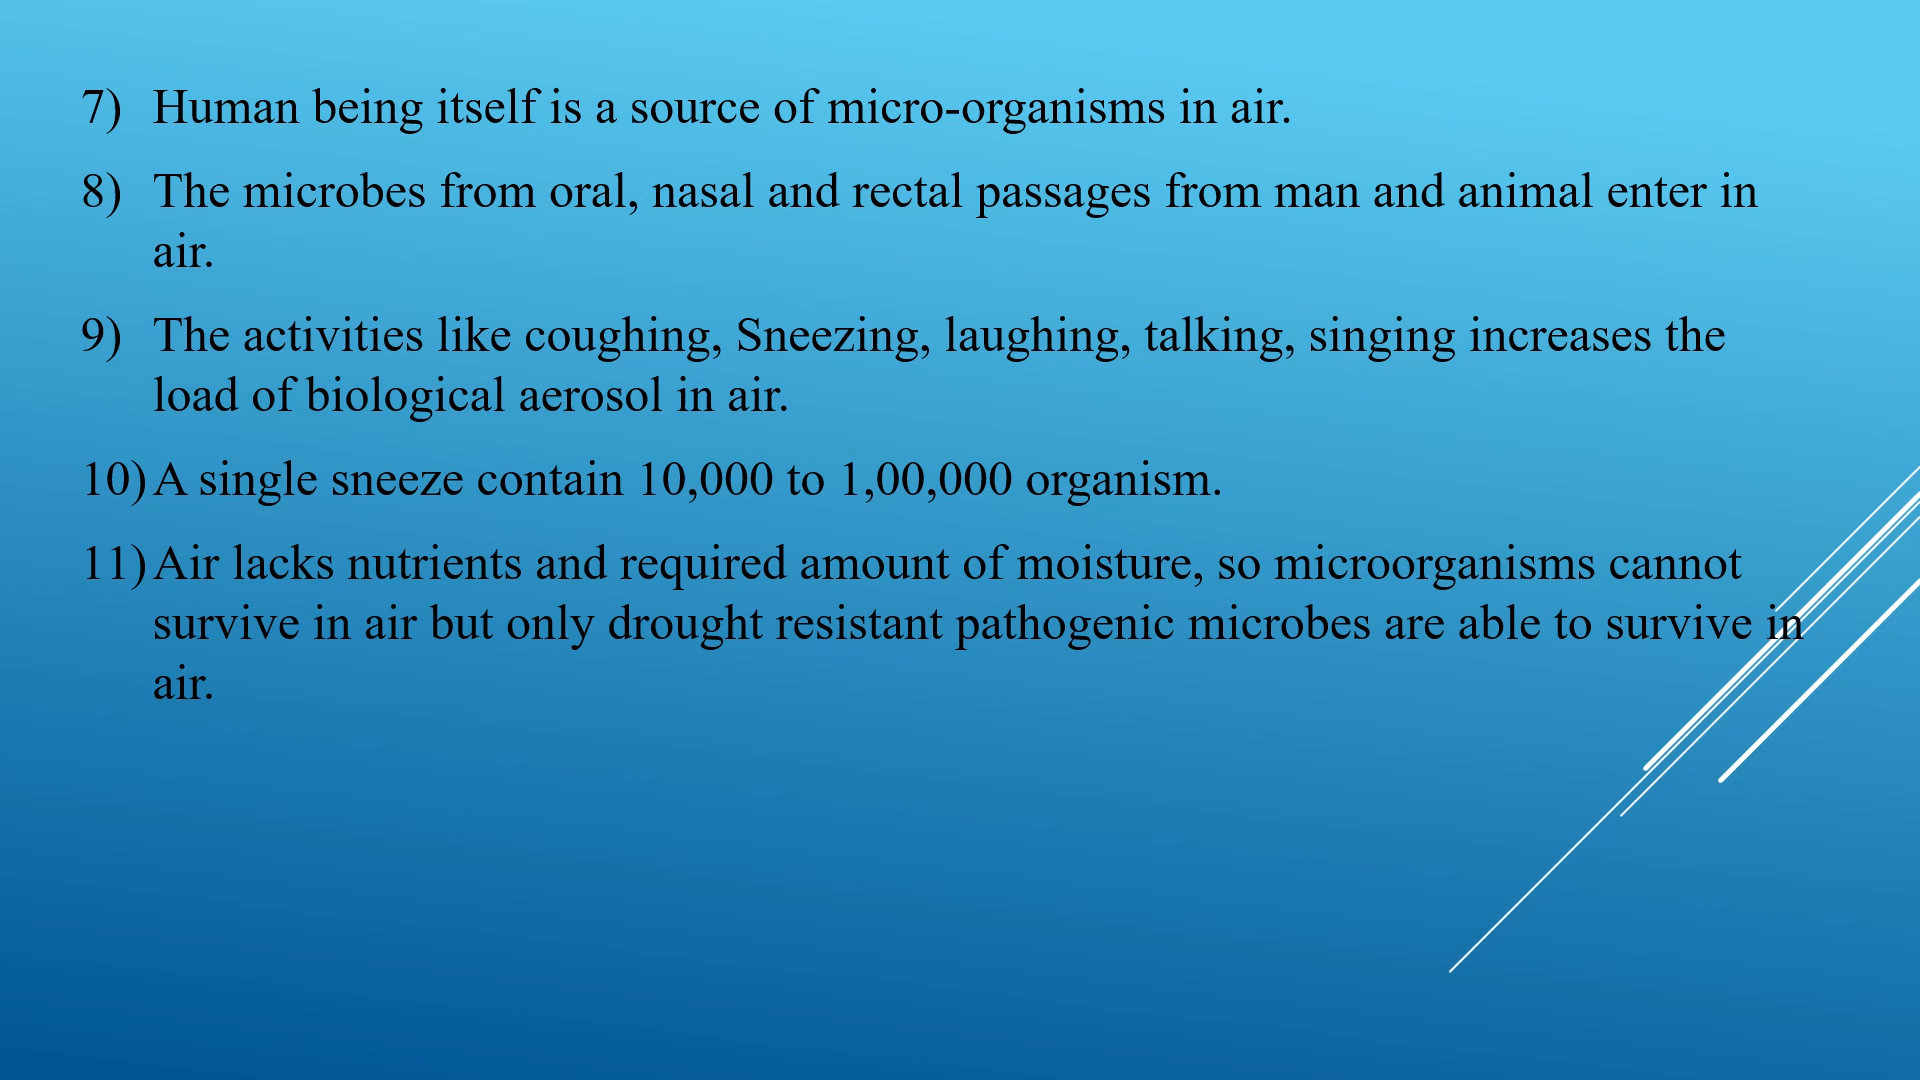 7) Human being itself is a source of micro-organisms in air.
8) The microbes from oral, nasal and rectal passages from man and animal enter in
air.
9) The activities like coughing, Sneezing, laughing, talking, singing increases the
load of biological aerosol in air.
10) A single sneeze contain 10,000 to 1,00,000 organism.
11) Air lacks nutrients and required amount of moisture, so microorganisms cannot
survive in air but only drought resistant pathogenic microbes are able to survive in
air.